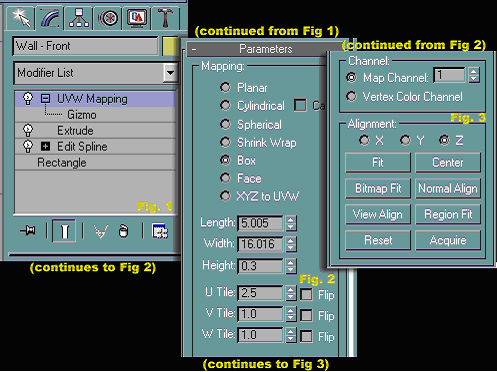 Wall - Front
Modifier List
UVW Mapping
Gizmo
Extrude
Edit Spline
Rectangle
Fig. 1
(continues to Fig 2)
(continued from Fig 1)
Parameters
Mapping:
Planar
Cylindrical
Spherical
Shrink Wrap
Box
Face
XYZ to UVW
Length: 5.005
Width: 16.016
Height: 0.3
Fig. 2
U Tile: 2.5 Flip
V Tile: 1.0 Flip
W Tile: 1.0 Flip
(continues to Fig 3)
(continued from Fig 2)
Channel:
Map Channel: 1
Vertex Color Channel
Fig. 3
Alignment:
X Y Z
Fit Center
Bitmap Fit Normal Align
View Align Region Fit
Reset Acquire